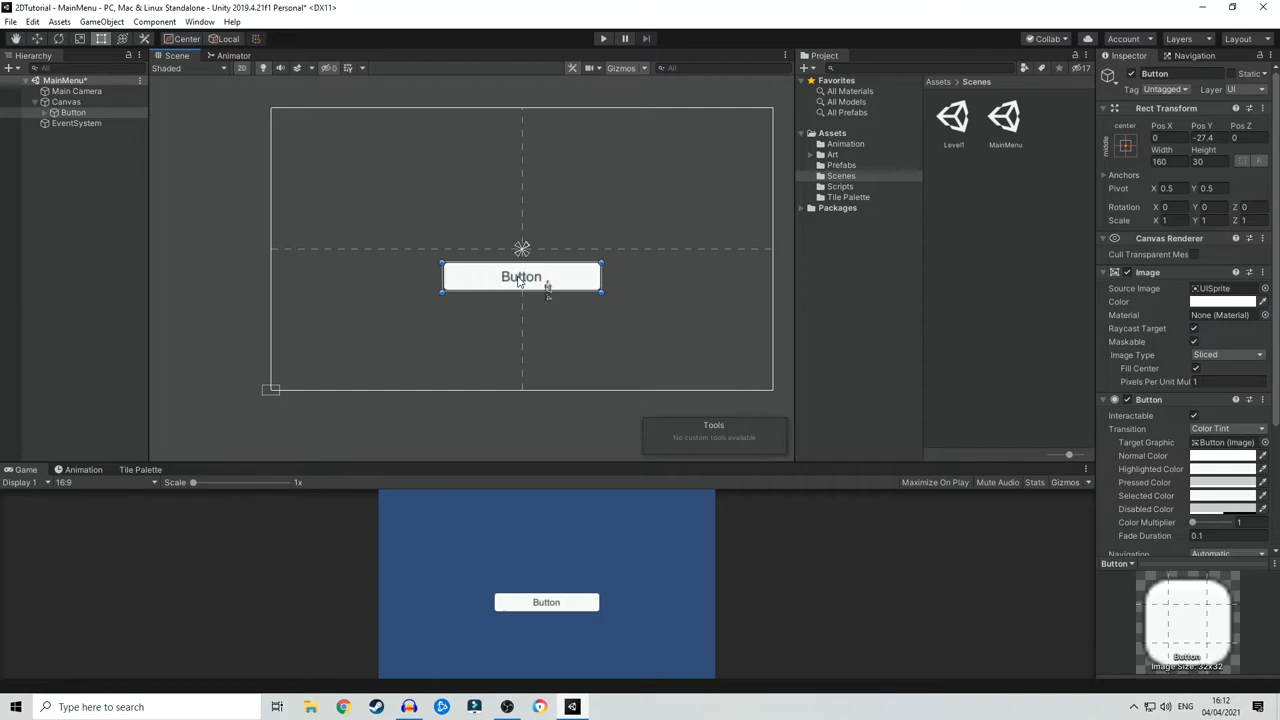 2DTutorial - MainMenu - PC, Mac & Linux Standalone - Unity 2019.4.21f1 Personal* <DX11>
File Edit Assets GameObject Component Window Help
Center Local Collab Account Layers Layout
Hierarchy
All
MainMenu*
Main Camera
Canvas
Button
EventSystem
Scene Animator
Shaded 2D 0 Gizmos All
Button
Tools
No custom tools available
Project
17
Favorites
All Materials
All Models
All Prefabs
Assets
Animation
Art
Prefabs
Scenes
Scripts
Tile Palette
Packages
Assets Scenes
Level1 MainMenu
Inspector Navigation
Button Static
Tag Untagged Layer UI
Rect Transform
center
middle
Pos X Pos Y Pos Z
0 -27.4 0
Width Height
160 30
R
Anchors
Pivot X 0.5 Y 0.5
Rotation X 0 Y 0 Z 0
Scale X 1 Y 1 Z 1
Canvas Renderer
Cull Transparent Mes
Image
Source Image UISprite
Color
Material None (Material)
Raycast Target
Maskable
Image Type Sliced
Fill Center
Pixels Per Unit Mul 1
Button
Interactable
Transition Color Tint
Target Graphic Button (Image)
Normal Color
Highlighted Color
Pressed Color
Selected Color
Disabled Color
Color Multiplier 1
Fade Duration 0.1
Navigation Automatic
Button
Button
Image Size: 32x32
Game Animation Tile Palette
Display 1 16:9 Scale 1x Maximize On Play Mute Audio Stats Gizmos
Button
Type here to search
ENG
16:12
04/04/2021